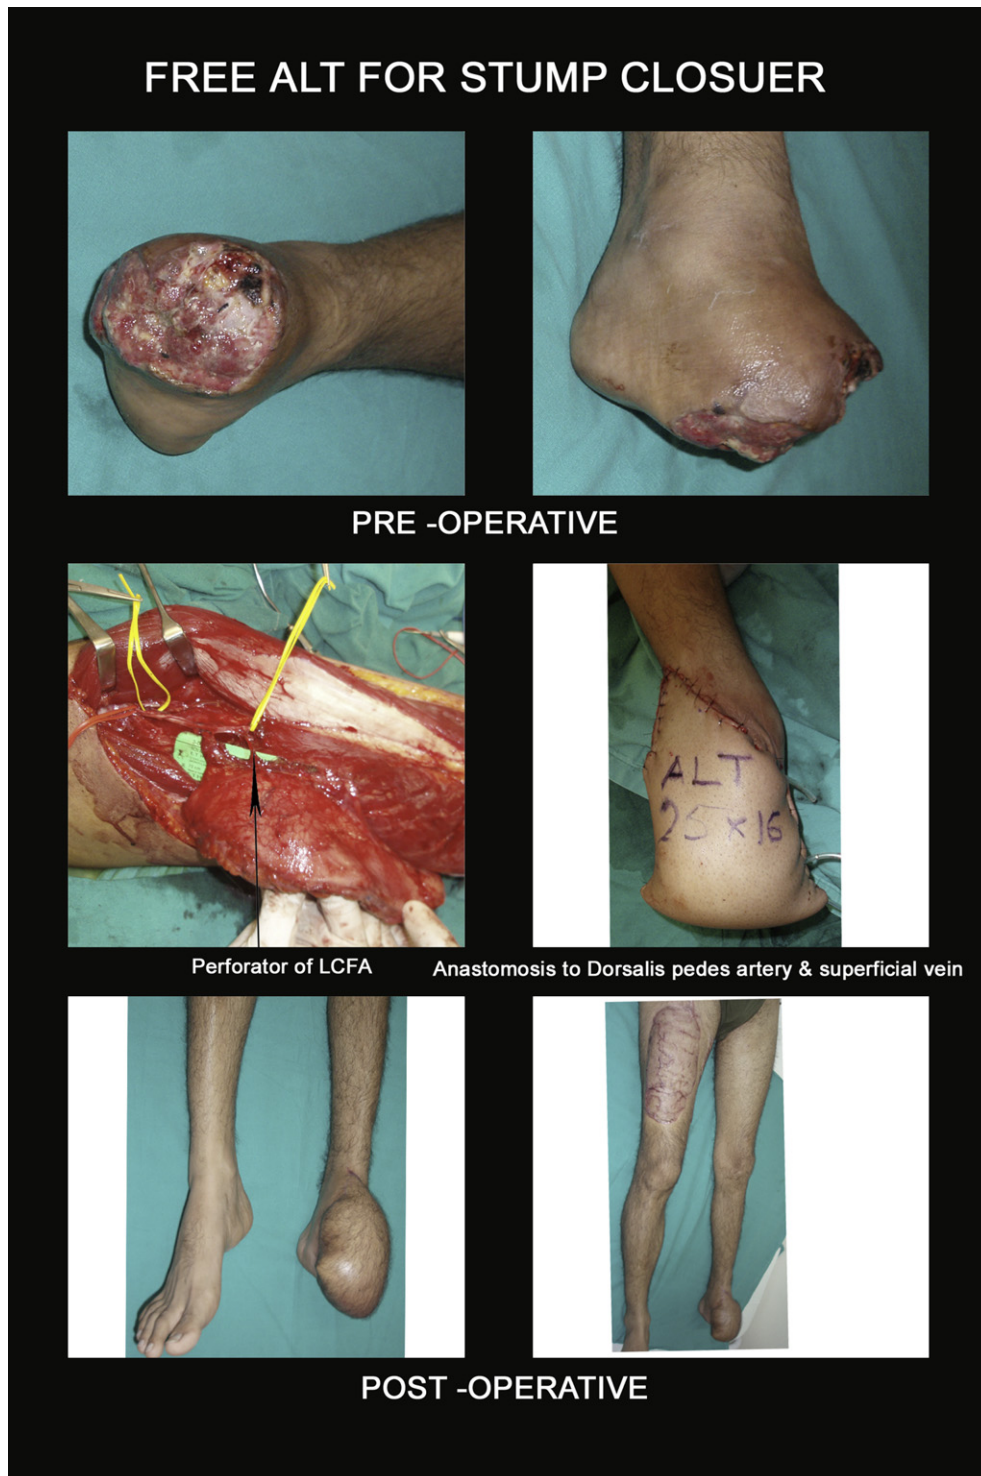 FREE ALT FOR STUMP CLOSUER
PRE -OPERATIVE
ALT
25 x 16
Perforator of LCFA
Anastomosis to Dorsalis pedes artery & superficial vein
POST -OPERATIVE